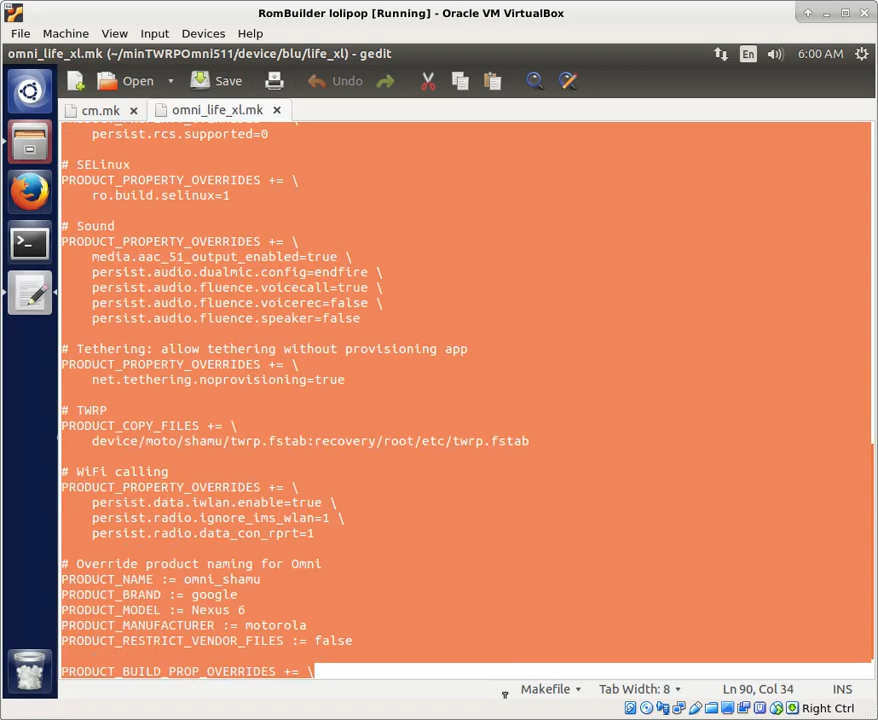 RomBuilder lolipop [Running] - Oracle VM VirtualBox
File Machine View Input Devices Help
omni_life_xl.mk (~/minTWRPOmni511/device/blu/life_xl) - gedit
En
6:00 AM
Open
Save
Undo
cm.mk
omni_life_xl.mk
persist.rcs.supported=0
# SELinux
PRODUCT_PROPERTY_OVERRIDES += \
ro.build.selinux=1
# Sound
PRODUCT_PROPERTY_OVERRIDES += \
media.aac_51_output_enabled=true \
persist.audio.dualmic.config=endfire \
persist.audio.fluence.voicecall=true \
persist.audio.fluence.voicerec=false \
persist.audio.fluence.speaker=false
# Tethering: allow tethering without provisioning app
PRODUCT_PROPERTY_OVERRIDES += \
net.tethering.noprovisioning=true
# TWRP
PRODUCT_COPY_FILES += \
device/moto/shamu/twrp.fstab:recovery/root/etc/twrp.fstab
# WiFi calling
PRODUCT_PROPERTY_OVERRIDES += \
persist.data.iwlan.enable=true \
persist.radio.ignore_ims_wlan=1 \
persist.radio.data_con_rprt=1
# Override product naming for Omni
PRODUCT_NAME := omni_shamu
PRODUCT_BRAND := google
PRODUCT_MODEL := Nexus 6
PRODUCT_MANUFACTURER := motorola
PRODUCT_RESTRICT_VENDOR_FILES := false
PRODUCT_BUILD_PROP_OVERRIDES += \
Makefile
Tab Width: 8
Ln 90, Col 34
INS
Right Ctrl